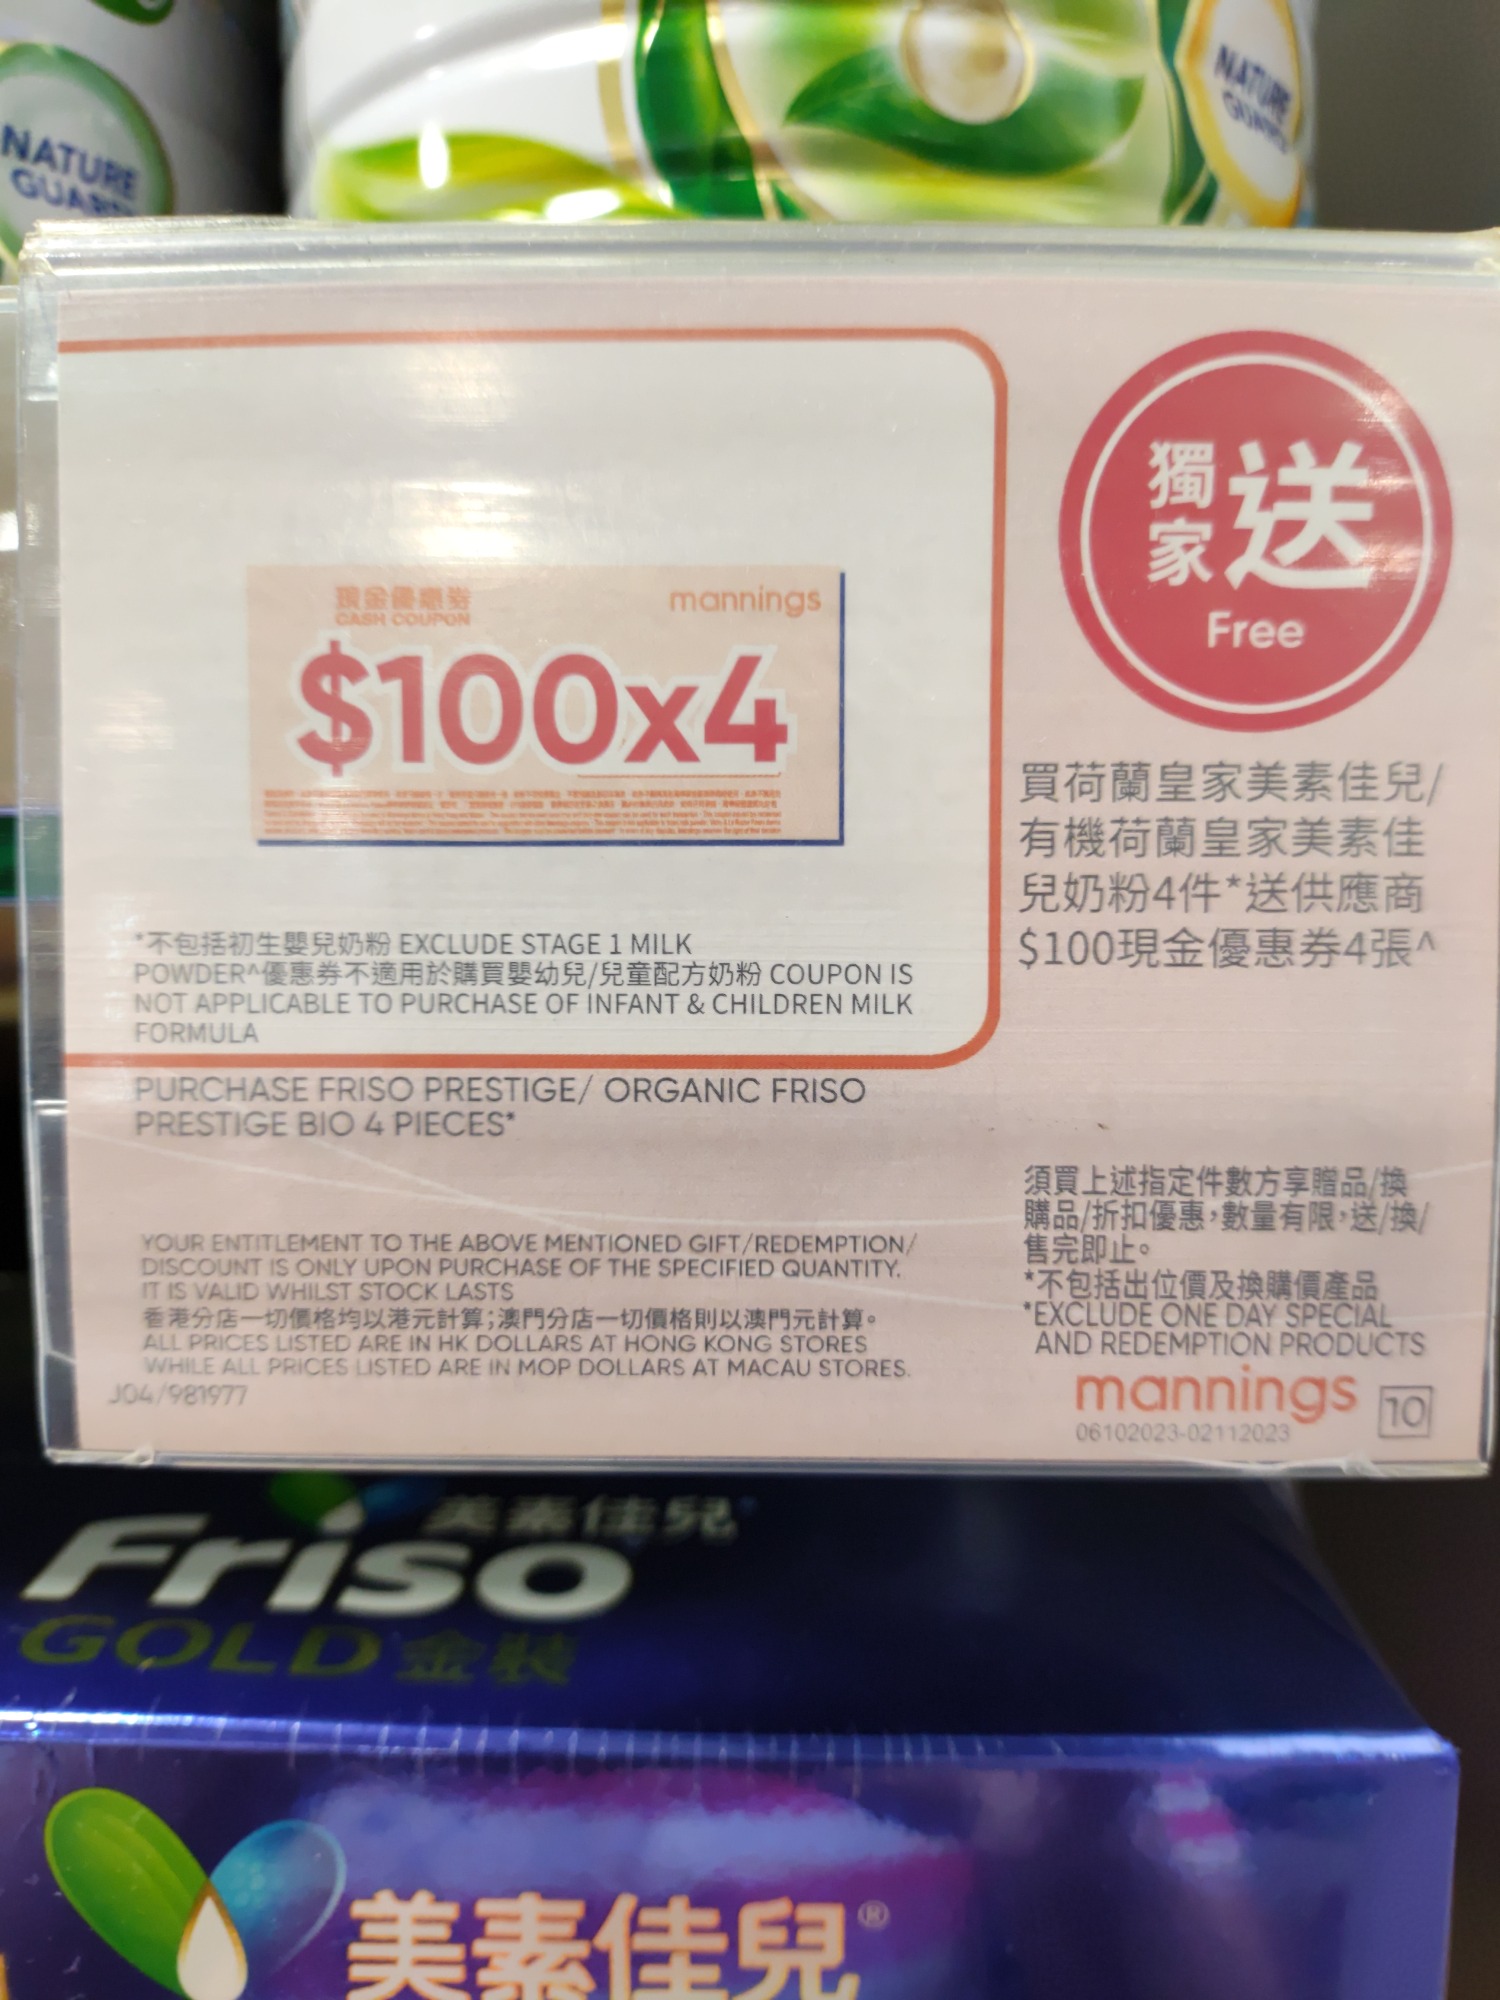 NATURE
GUARD
NATURE
獨家送
Free
現金優惠券
CASH COUPON
mannings
$100x4
買荷蘭皇家美素佳兒/
有機荷蘭皇家美素佳
兒奶粉4件*送供應商
$100現金優惠券4張^
*不包括初生嬰兒奶粉 EXCLUDE STAGE 1 MILK
POWDER^優惠券不適用於購買嬰幼兒/兒童配方奶粉 COUPON IS
NOT APPLICABLE TO PURCHASE OF INFANT & CHILDREN MILK
FORMULA
PURCHASE FRISO PRESTIGE/ ORGANIC FRISO
PRESTIGE BIO 4 PIECES*
須買上述指定件數方享贈品/換
購品/折扣優惠,數量有限,送/換/
售完即止。
*不包括出位價及換購價產品
*EXCLUDE ONE DAY SPECIAL
AND REDEMPTION PRODUCTS
YOUR ENTITLEMENT TO THE ABOVE MENTIONED GIFT/REDEMPTION/
DISCOUNT IS ONLY UPON PURCHASE OF THE SPECIFIED QUANTITY.
IT IS VALID WHILST STOCK LASTS
香港分店一切價格均以港元計算;澳門分店一切價格則以澳門元計算。
ALL PRICES LISTED ARE IN HK DOLLARS AT HONG KONG STORES
WHILE ALL PRICES LISTED ARE IN MOP DOLLARS AT MACAU STORES.
J04/981977
mannings
10
06102023-02112023
Friso 美素佳兒
GOLD 金裝
美素佳兒®